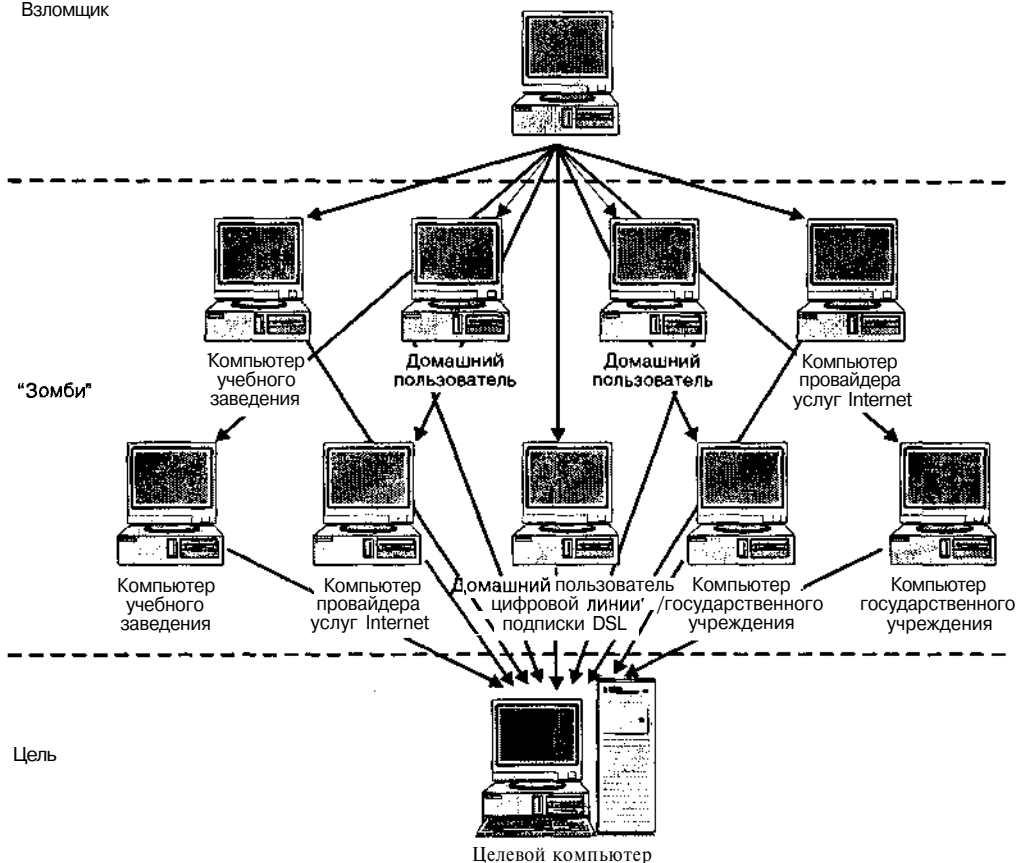 Взломщик
Компьютер
учебного
заведения
Домашний
пользователь
Домашний
пользователь
Компьютер
провайдера
услуг Internet
"Зомби"
Компьютер
учебного
заведения
Компьютер
провайдера
услуг Internet
Домашний пользователь
цифровой линии
подписки DSL
Компьютер
государственного
учреждения
Компьютер
государственного
учреждения
Цель
Целевой компьютер